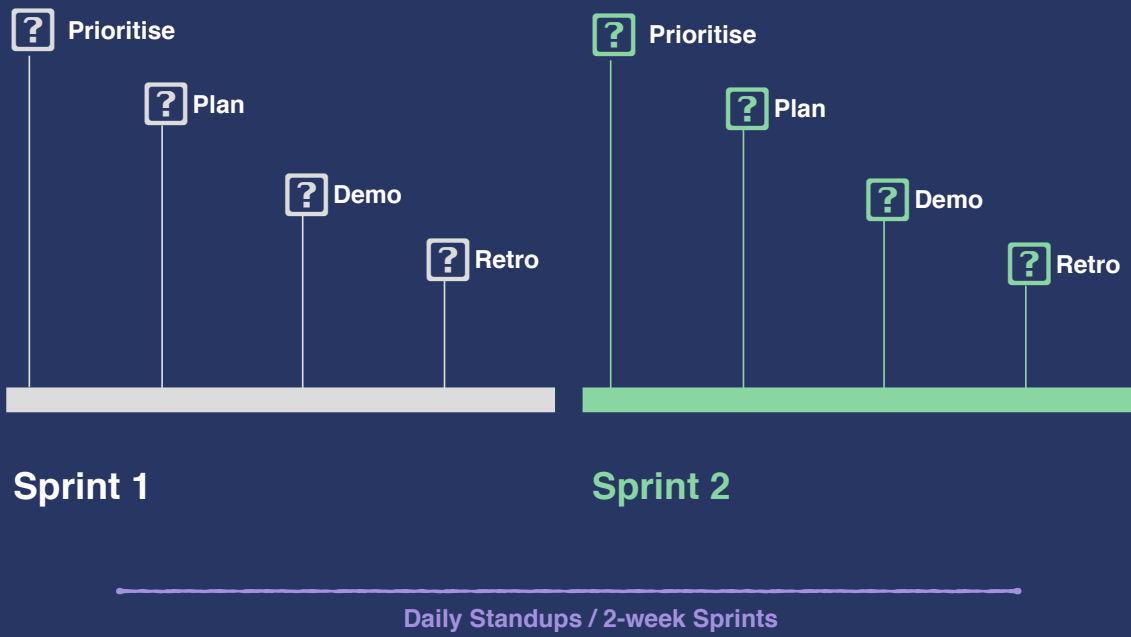 ? Prioritise
? Plan
? Demo
? Retro
Sprint 1
? Prioritise
? Plan
? Demo
? Retro
Sprint 2
Daily Standups / 2-week Sprints